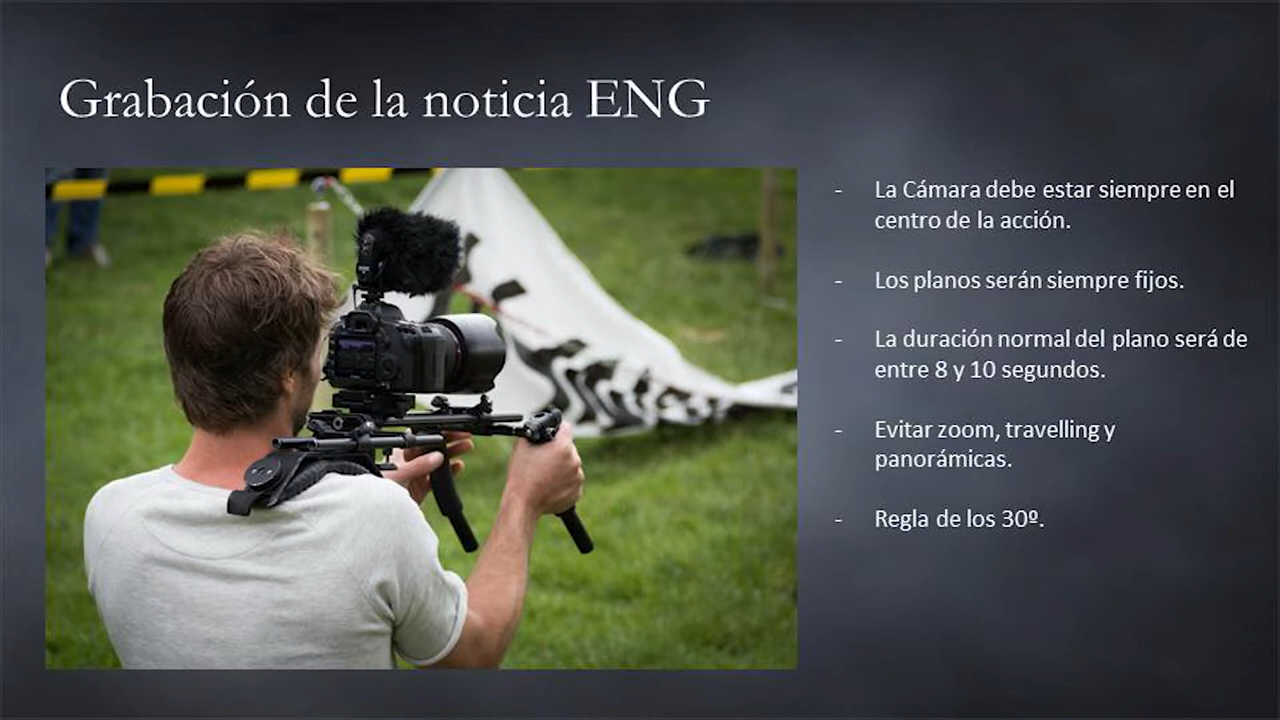 Grabación de la noticia ENG
- La Cámara debe estar siempre en el
centro de la acción.
- Los planos serán siempre fijos.
- La duración normal del plano será de
entre 8 y 10 segundos.
- Evitar zoom, travelling y
panorámicas.
- Regla de los 30º.